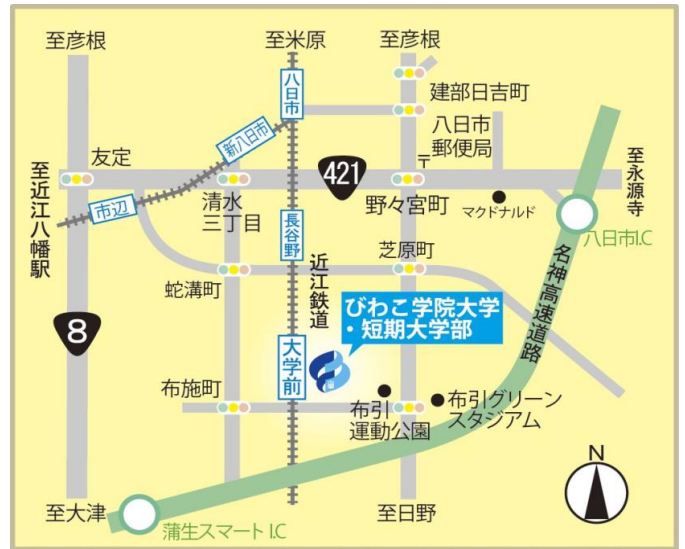 至彦根
至米原
至彦根
八日市
建部日吉町
新八日市
八日市
郵便局
〒
友定
421
至永源寺
至近江八幡駅
市辺
清水
三丁目
野々宮町
マクドナルド
八日市I.C
長谷野
近江鉄道
芝原町
名神高速道路
蛇溝町
びわこ学院大学
・短期大学部
8
大学前
布施町
布引
運動公園
布引グリーン
スタジアム
N
至大津
蒲生スマートI.C
至日野